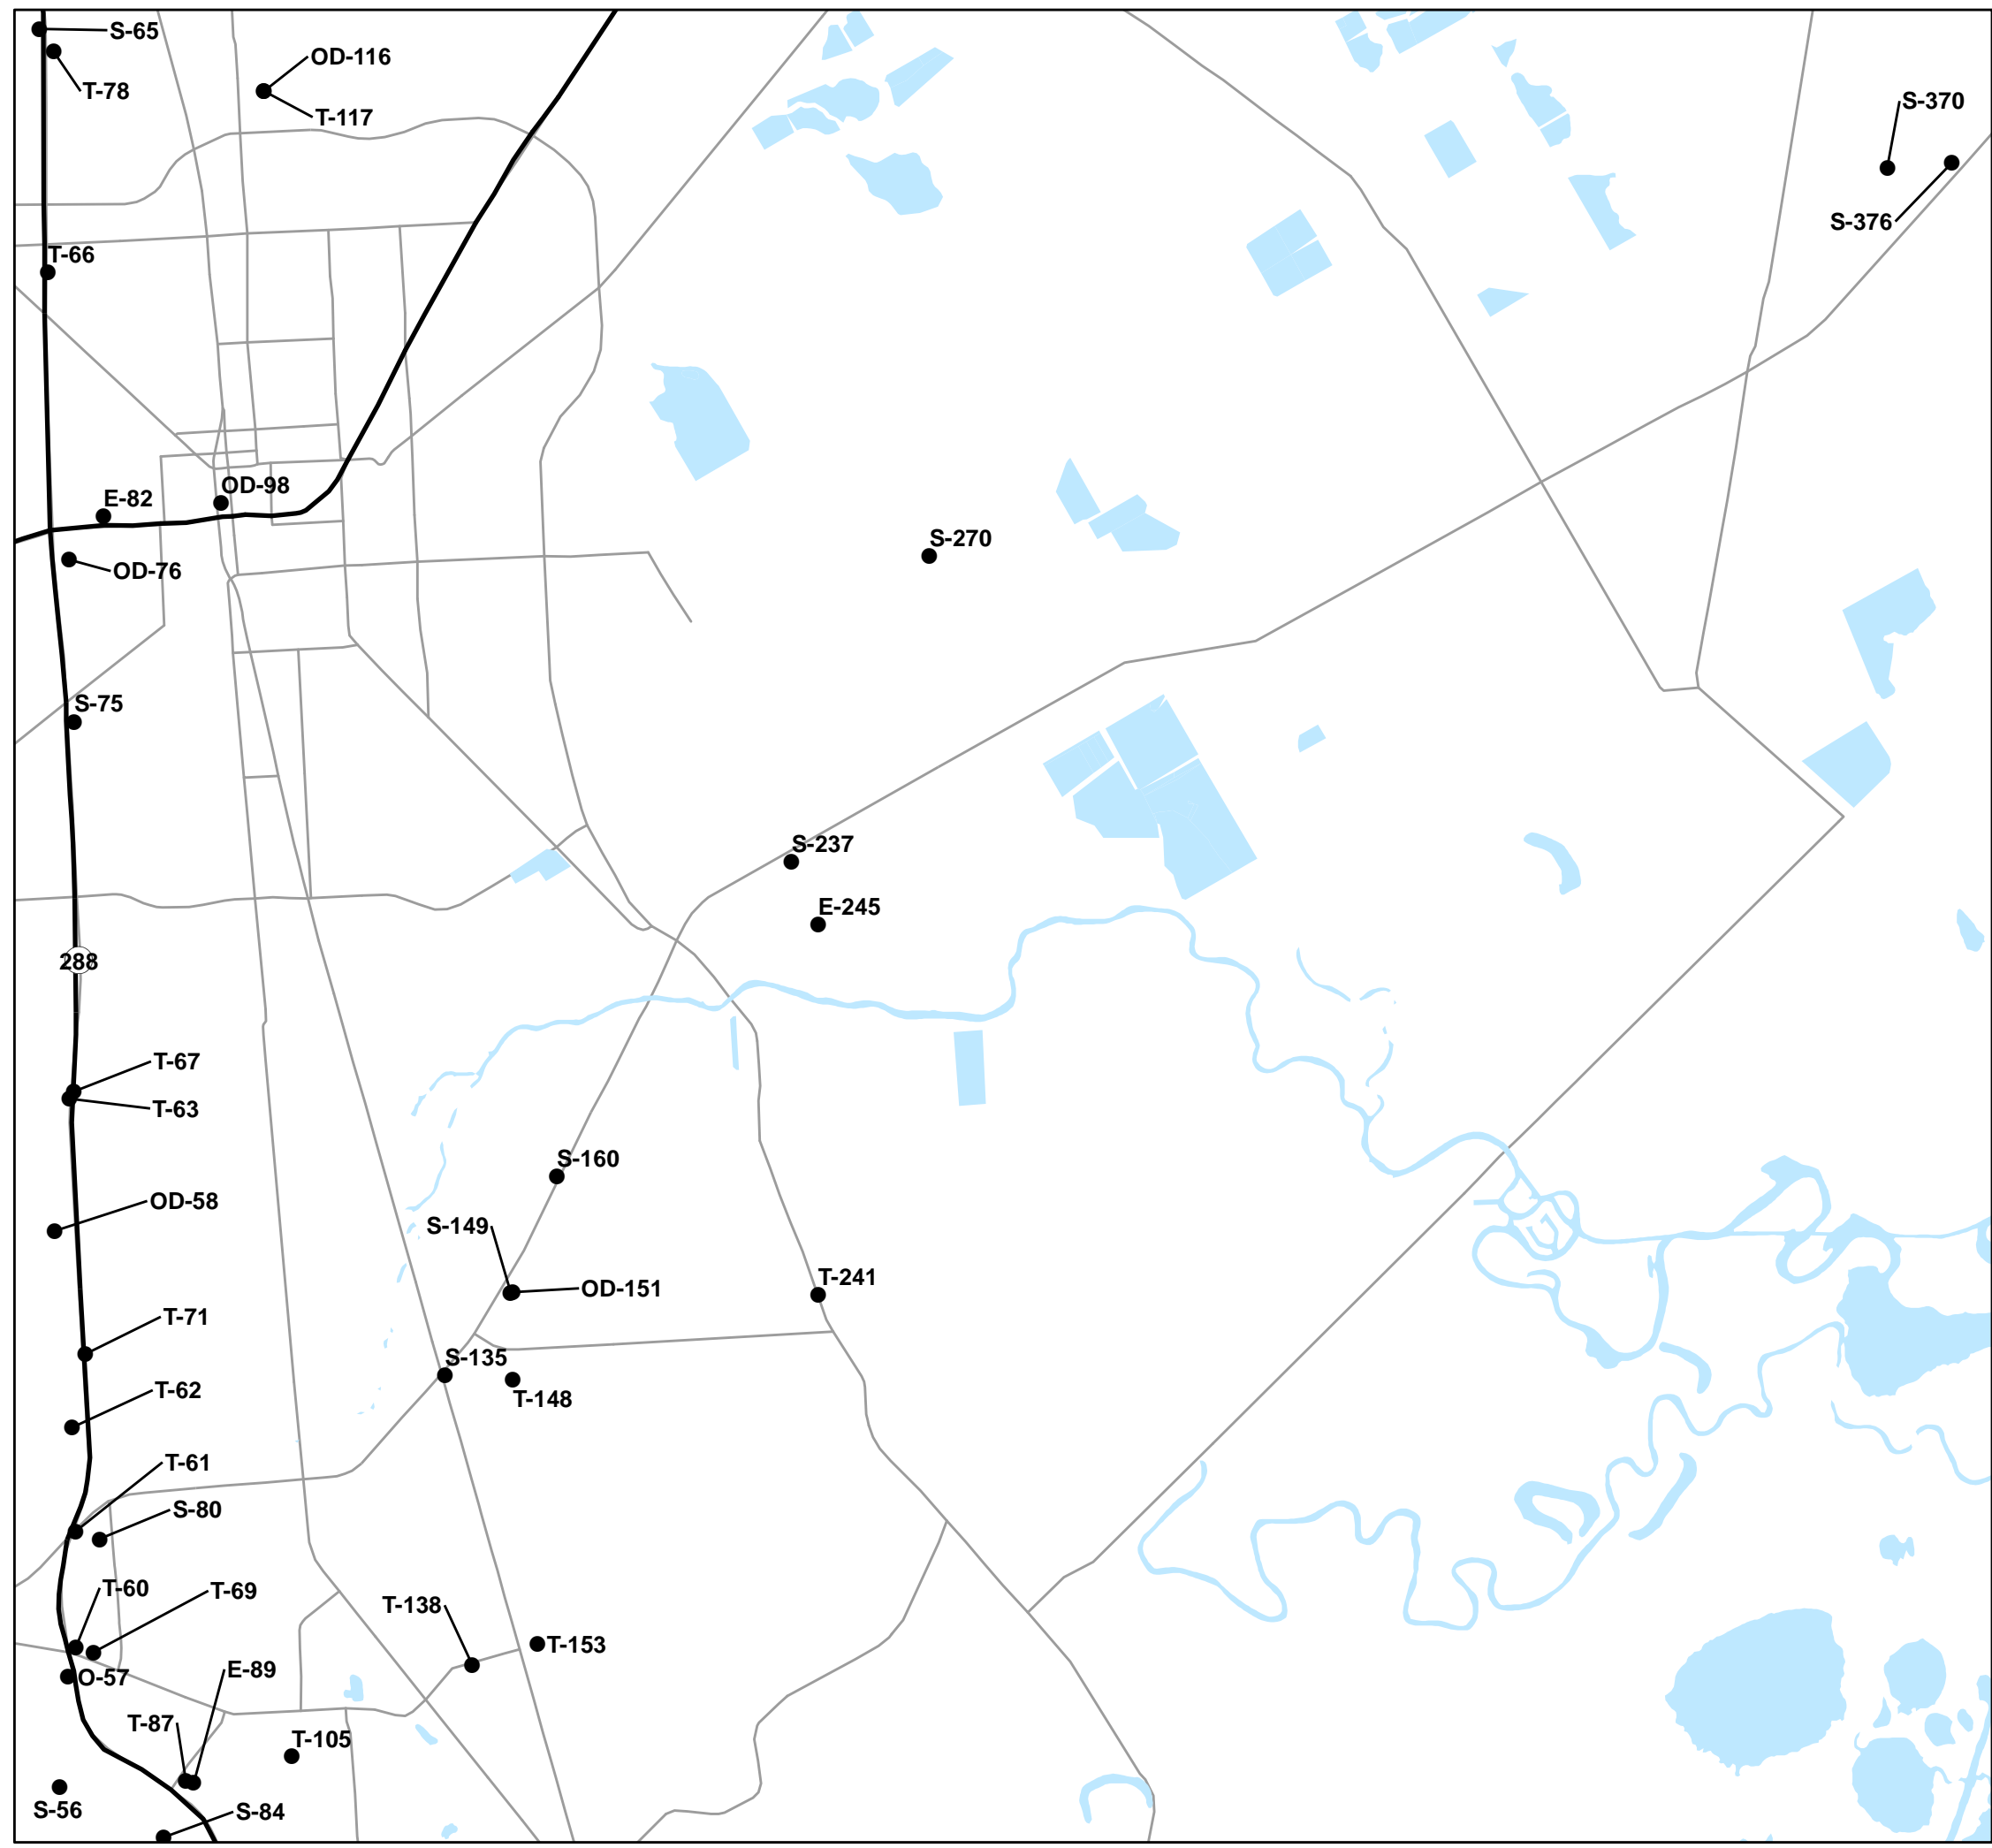 S-65
OD-116
T-78
S-370
T-117
S-376
T-66
OD-98
E-82
S-270
OD-76
S-75
S-237
E-245
288
T-67
T-63
S-160
OD-58
S-149
T-241
OD-151
T-71
S-135
T-62
T-148
T-61
S-80
T-60
T-69
T-138
T-153
E-89
O-57
T-87
T-105
S-56
S-84